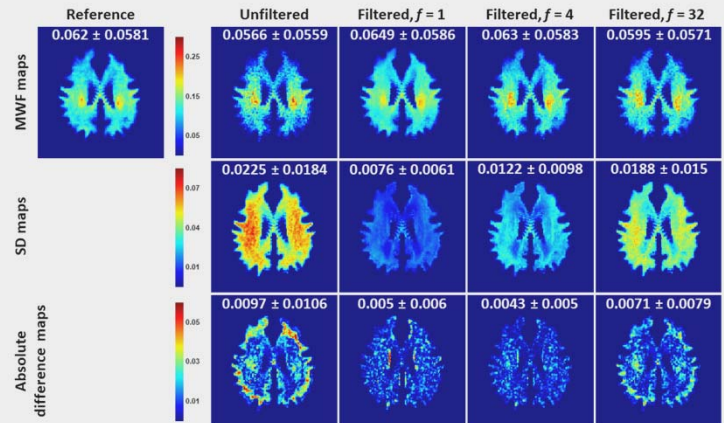 Reference Unfiltered Filtered, f = 1 Filtered, f = 4 Filtered, f = 32
MWF maps
0.062 ± 0.0581 0.0566 ± 0.0559 0.0649 ± 0.0586 0.063 ± 0.0583 0.0595 ± 0.0571
0.25
0.15
0.05
SD maps
0.0225 ± 0.0184 0.0076 ± 0.0061 0.0122 ± 0.0098 0.0188 ± 0.015
0.07
0.04
0.01
Absolute
difference maps
0.0097 ± 0.0106 0.005 ± 0.006 0.0043 ± 0.005 0.0071 ± 0.0079
0.05
0.03
0.01